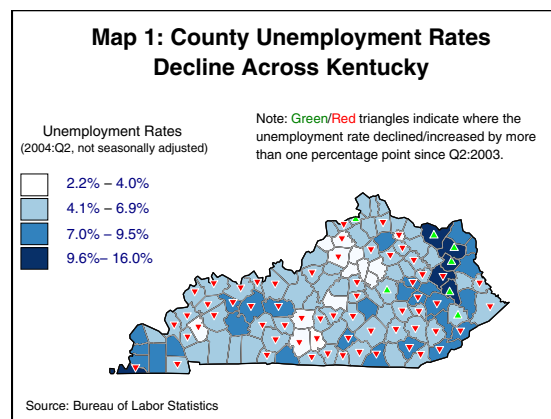 Map 1: County Unemployment Rates
Decline Across Kentucky
Note: Green/Red triangles indicate where the
unemployment rate declined/increased by more
than one percentage point since Q2:2003.
Unemployment Rates
(2004:Q2, not seasonally adjusted)
2.2% – 4.0%
4.1% – 6.9%
7.0% – 9.5%
9.6%– 16.0%
Source: Bureau of Labor Statistics